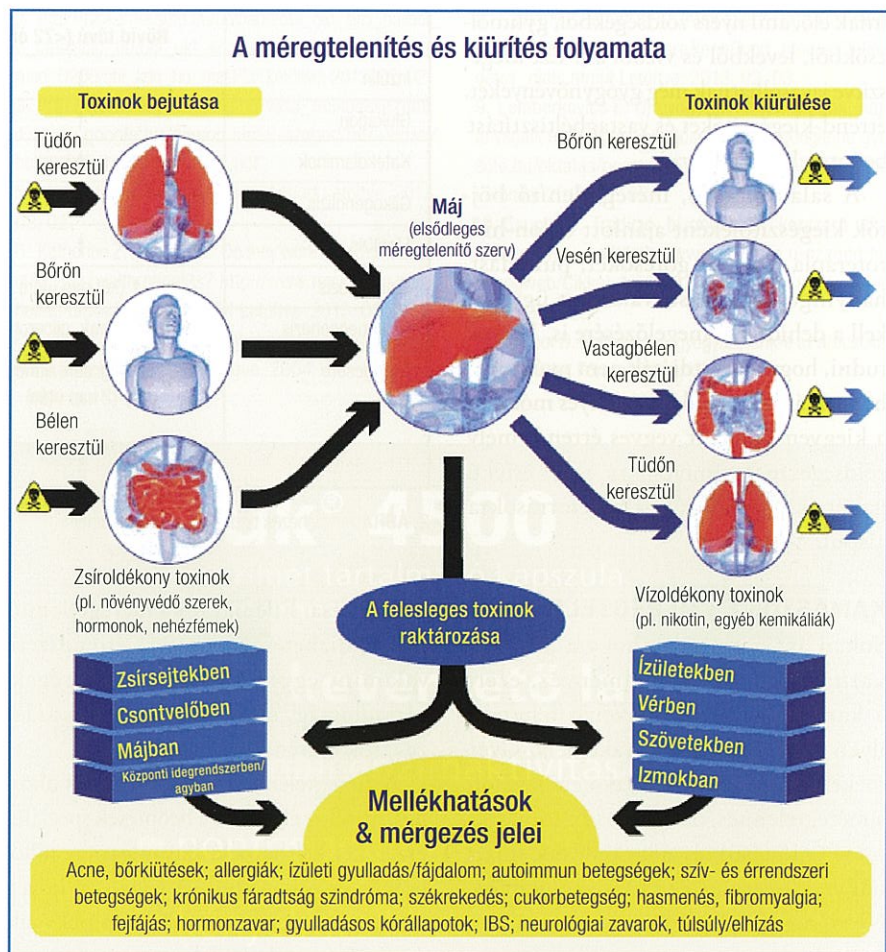 A méregtelenítés és kiürítés folyamata
Toxinok bejutása
Tüdőn
keresztül
Bőrön
keresztül
Bélen
keresztül
Máj
(elsődleges
méregtelenítő szerv)
Toxinok kiürülése
Bőrön keresztül
Vesén keresztül
Vastagbélen
keresztül
Tüdőn
keresztül
Zsíroldékony toxinok
(pl. növényvédő szerek,
hormonok, nehézfémek)
A felesleges toxinok
raktározása
Vízoldékony toxinok
(pl. nikotin, egyéb kemikáliák)
Zsírsejtekben
Csontvelőben
Májban
Központi idegrendszerben/
agyban
Ízületekben
Vérben
Szövetekben
Izmokban
Mellékhatások
& mérgezés jelei
Acne, bőrkiütések; allergiák; ízületi gyulladás/fájdalom; autoimmun betegségek; szív- és érrendszeri
betegségek; krónikus fáradtság szindróma; székrekedés; cukorbetegség; hasmenés, fibromyalgia;
fejfájás; hormonzavar; gyulladásos kórállapotok; IBS; neurológiai zavarok, túlsúly/elhízás